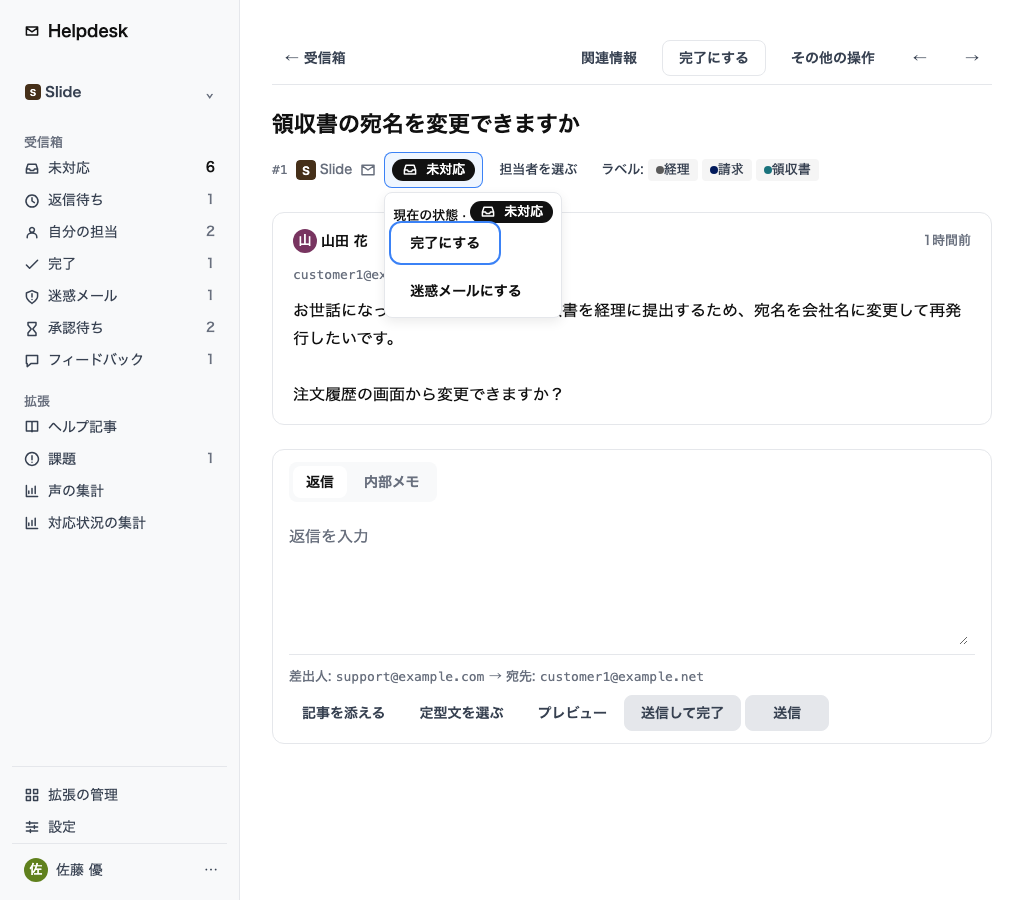 Helpdesk
S Slide
受信箱
未対応 6
返信待ち 1
自分の担当 2
完了 1
迷惑メール 1
承認待ち 2
フィードバック 1
拡張
ヘルプ記事
課題 1
声の集計
対応状況の集計
拡張の管理
設定
佐 佐藤 優 …
← 受信箱 関連情報 完了にする その他の操作 ← →
領収書の宛名を変更できますか
#1 S Slide 未対応 担当者を選ぶ ラベル: 経理 請求 領収書
現在の状態 · 未対応
完了にする
迷惑メールにする
山 山田 花 1時間前
customer1@ex
お世話になっ 書を経理に提出するため、宛名を会社名に変更して再発
行したいです。
注文履歴の画面から変更できますか？
返信 内部メモ
返信を入力
差出人: support@example.com → 宛先: customer1@example.net
記事を添える 定型文を選ぶ プレビュー 送信して完了 送信